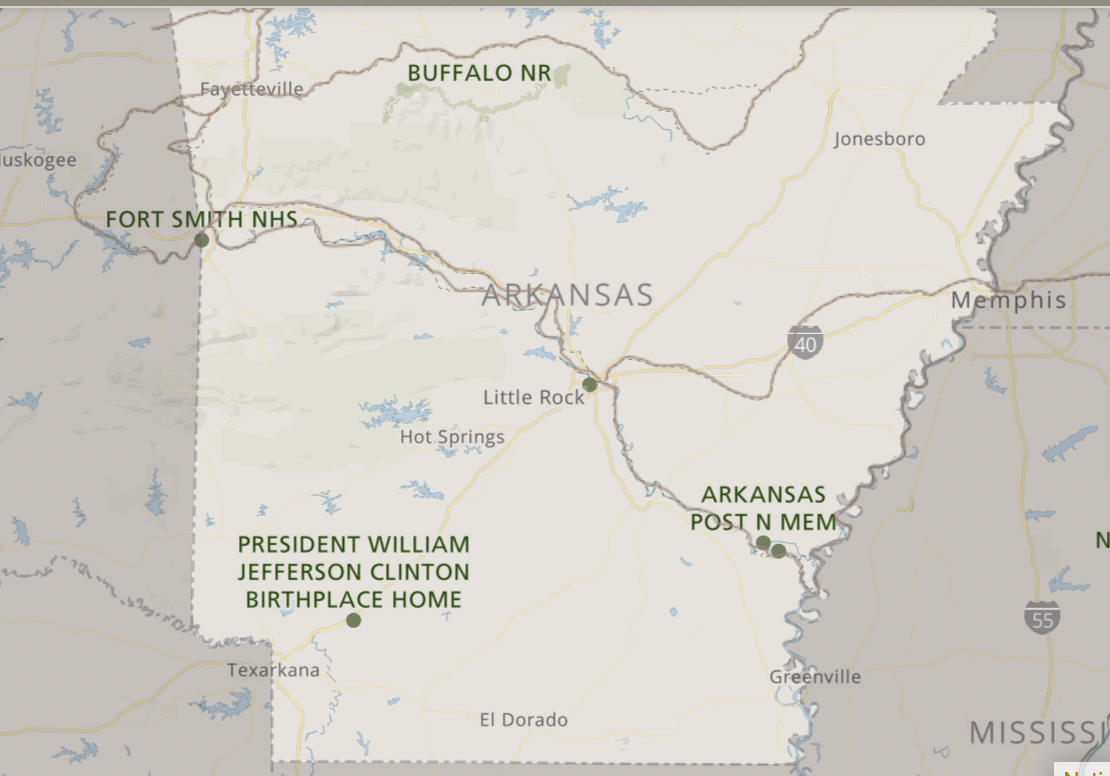 BUFFALO NR
Fayetteville
Jonesboro
uskogee
FORT SMITH NHS
ARKANSAS
Memphis
40
Little Rock
Hot Springs
ARKANSAS
POST N MEM
PRESIDENT WILLIAM
JEFFERSON CLINTON
BIRTHPLACE HOME
N
55
Texarkana
Greenville
El Dorado
MISSISSI